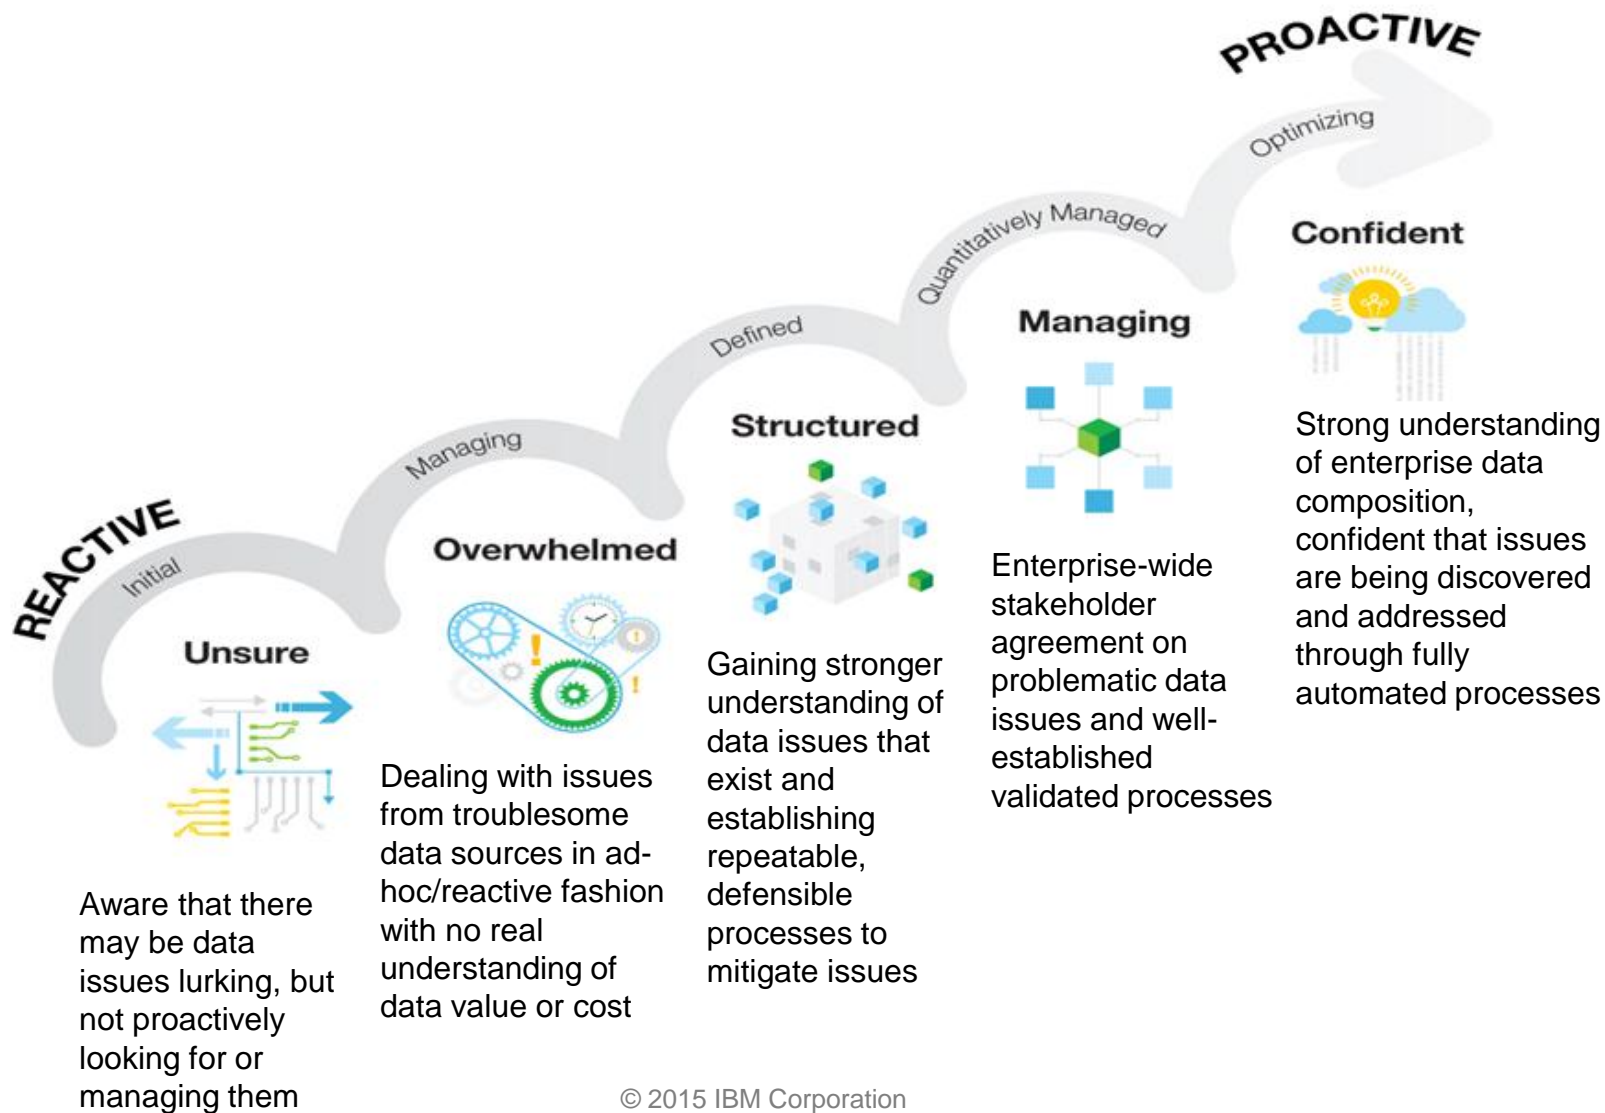 PROACTIVE
Optimizing
Quantitatively Managed
Confident
Managing
Defined
Strong understanding
of enterprise data
composition,
confident that issues
are being discovered
and addressed
through fully
automated processes
Structured
Managing
Enterprise-wide
stakeholder
agreement on
problematic data
issues and well-
established
validated processes
REACTIVE
Initial
Overwhelmed
Gaining stronger
understanding of
data issues that
exist and
establishing
repeatable,
defensible
processes to
mitigate issues
Unsure
Dealing with issues
from troublesome
data sources in ad-
hoc/reactive fashion
with no real
understanding of
data value or cost
Aware that there
may be data
issues lurking, but
not proactively
looking for or
managing them
© 2015 IBM Corporation